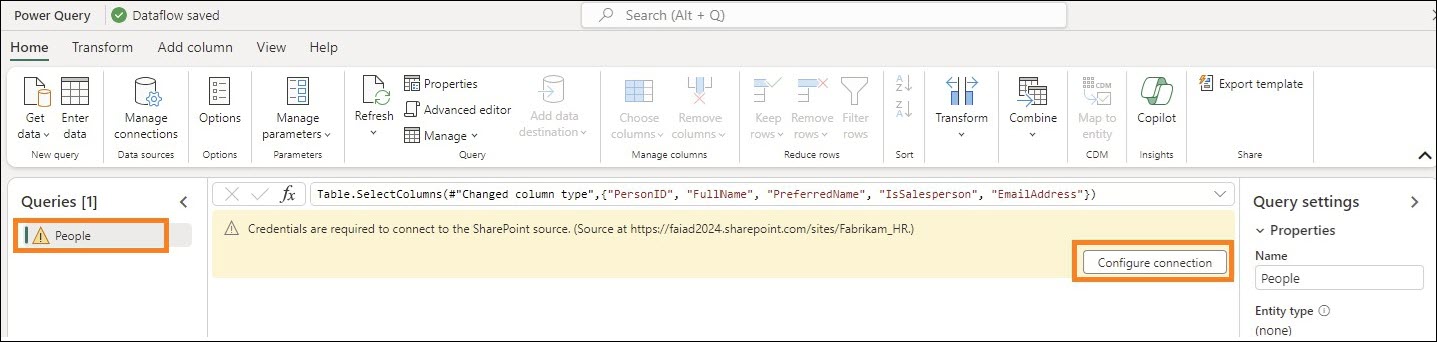 Power Query
Dataflow saved
Search (Alt + Q)
Home Transform Add column View Help
Get data
Enter data
New query
Manage connections
Data sources
Options
Options
Manage parameters
Parameters
Refresh
Properties
Advanced editor
Manage
Add data destination
Query
Choose columns
Remove columns
Manage columns
Keep rows
Remove rows
Filter rows
Reduce rows
A
Z
Z
A
Sort
Transform
Combine
CDM
Map to entity
CDM
Copilot
Insights
Export template
Share
Queries [1]
People
fx
Table.SelectColumns(#"Changed column type",{"PersonID", "FullName", "PreferredName", "IsSalesperson", "EmailAddress"})
Credentials are required to connect to the SharePoint source. (Source at https://faiad2024.sharepoint.com/sites/Fabrikam_HR.)
Configure connection
Query settings
Properties
Name
People
Entity type
(none)